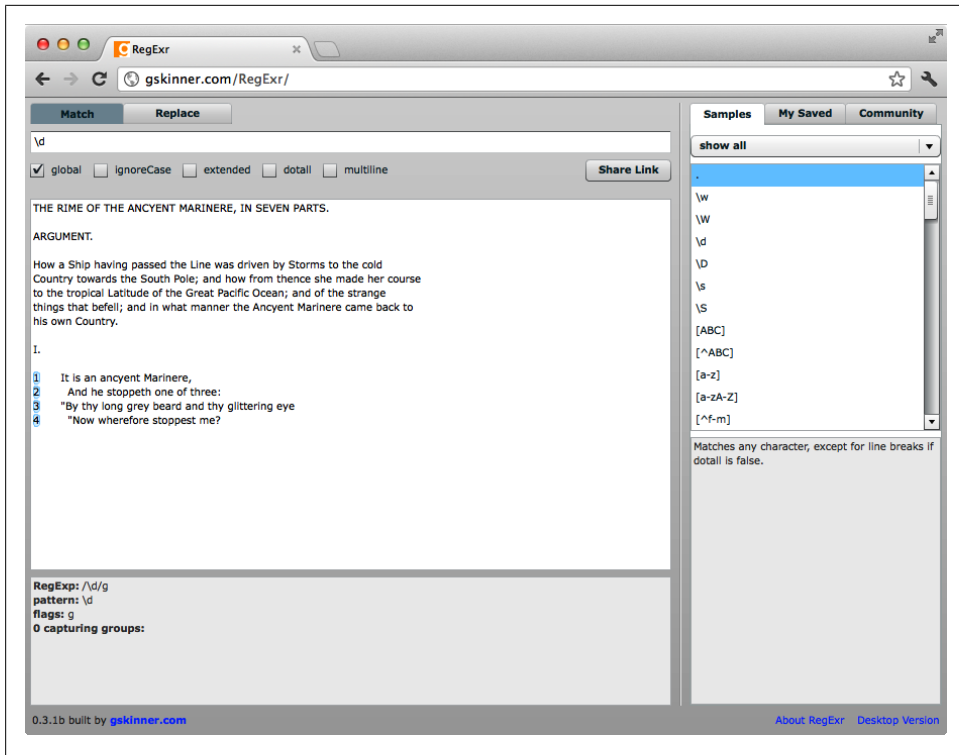 RegExr
gskinner.com/RegExr/
Match Replace
\d
global ignoreCase extended dotall multiline Share Link
THE RIME OF THE ANCYENT MARINERE, IN SEVEN PARTS.
ARGUMENT.
How a Ship having passed the Line was driven by Storms to the cold
Country towards the South Pole; and how from thence she made her course
to the tropical Latitude of the Great Pacific Ocean; and of the strange
things that befell; and in what manner the Ancyent Marinere came back to
his own Country.
I.
1 It is an ancyent Marinere,
2 And he stoppeth one of three:
3 "By thy long grey beard and thy glittering eye
4 "Now wherefore stoppest me?
RegExp: /\d/g
pattern: \d
flags: g
0 capturing groups:
Samples My Saved Community
show all
.
\w
\W
\d
\D
\s
\S
[ABC]
[^ABC]
[a-z]
[a-zA-Z]
[^f-m]
Matches any character, except for line breaks if
dotall is false.
0.3.1b built by gskinner.com
About RegExr Desktop Version